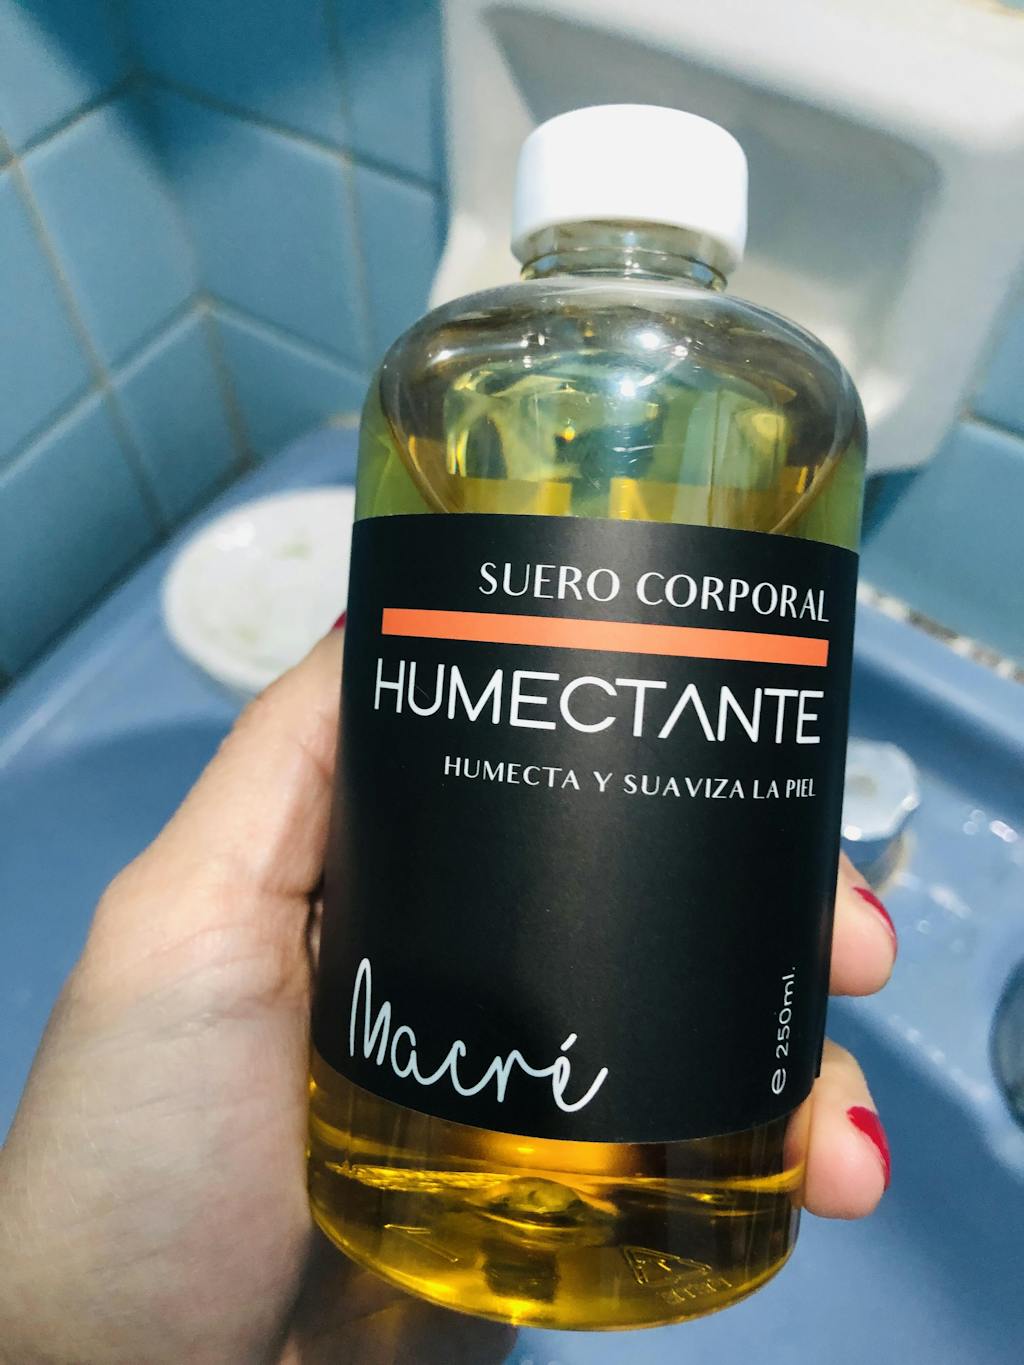 SUERO CORPORAL
HUMECTANTE
HUMECTA Y SUAVIZA LA PIEL
Macré
e 250ml.